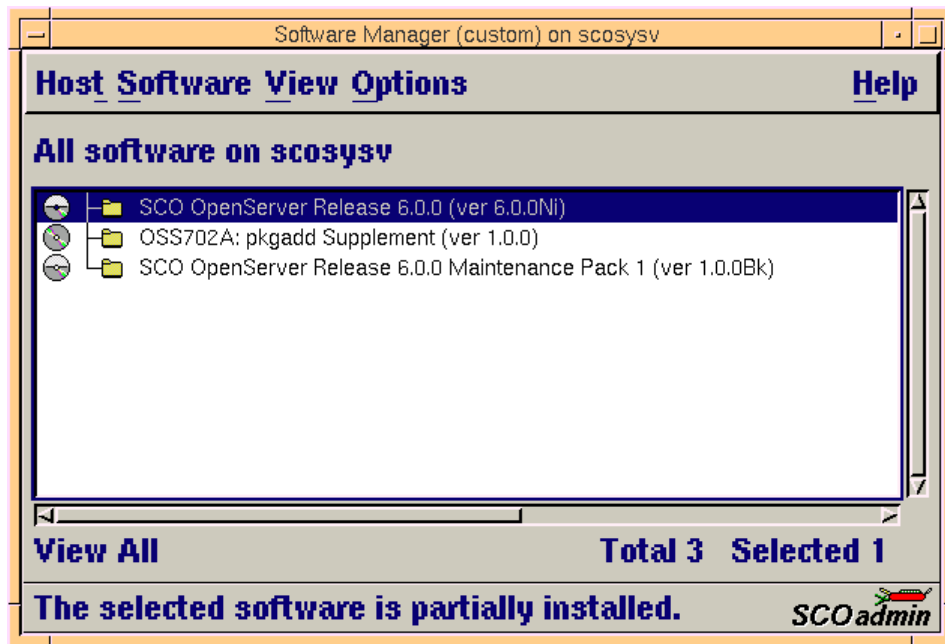 Software Manager (custom) on scosysv
Host Software View Options Help
All software on scosysv
SCO OpenServer Release 6.0.0 (ver 6.0.0Ni)
OSS702A: pkgadd Supplement (ver 1.0.0)
SCO OpenServer Release 6.0.0 Maintenance Pack 1 (ver 1.0.0Bk)
View All Total 3 Selected 1
The selected software is partially installed. SCOadmin